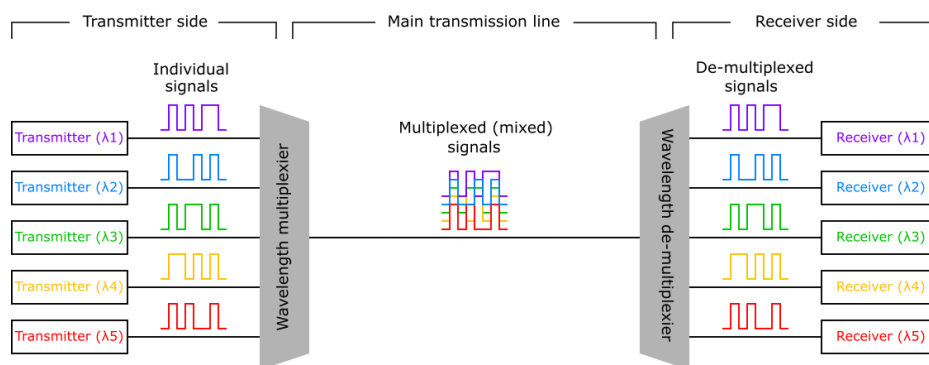 Transmitter side
Main transmission line
Receiver side
Individual
signals
De-multiplexed
signals
Multiplexed (mixed)
signals
Transmitter (λ1)
Transmitter (λ2)
Transmitter (λ3)
Transmitter (λ4)
Transmitter (λ5)
Wavelength multiplexier
Wavelength de-multiplexier
Receiver (λ1)
Receiver (λ2)
Receiver (λ3)
Receiver (λ4)
Receiver (λ5)